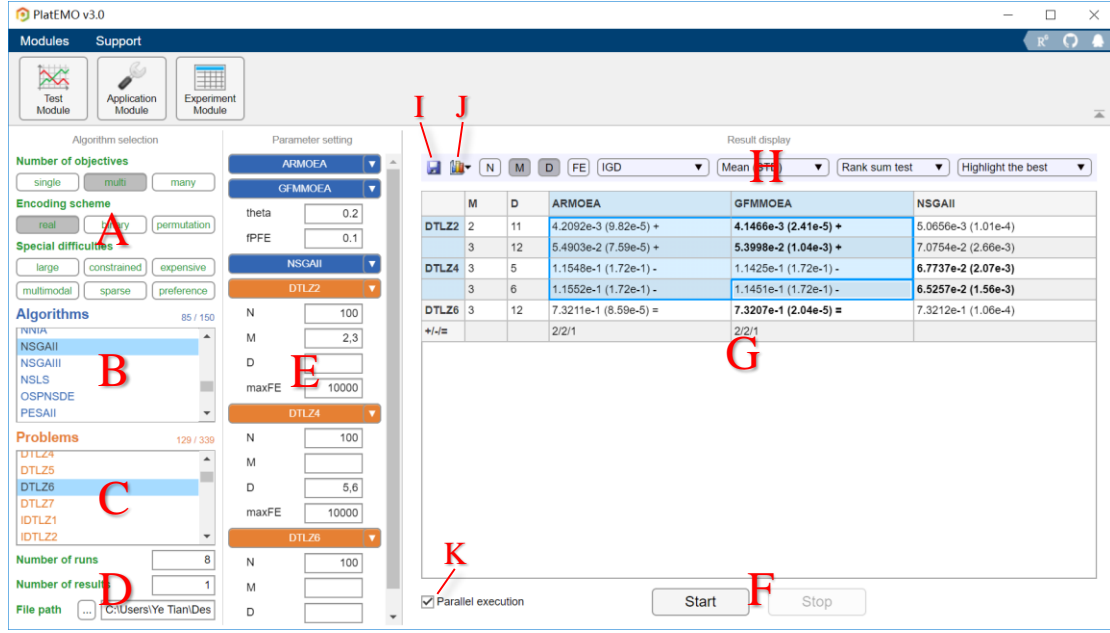 PlatEMO v3.0
Modules Support
R⁶
Test Module
Application Module
Experiment Module
I J
Algorithm selection
Number of objectives
single multi many
Encoding scheme
real binary permutation
A
Special difficulties
large constrained expensive
multimodal sparse preference
Algorithms 85 / 150
NNIA
NSGAII
NSGAIII
NSLS
OSPNSDE
PESAII
B
Problems 129 / 339
DTLZ4
DTLZ5
DTLZ6
DTLZ7
IDTLZ1
IDTLZ2
C
Number of runs 8
Number of results 1
D
File path ... C:\Users\Ye Tian\Des
Parameter setting
ARMOEA
GFMMOEA
theta 0.2
fPFE 0.1
NSGAII
DTLZ2
N 100
M 2,3
D
E
maxFE 10000
DTLZ4
N 100
M
D 5,6
maxFE 10000
DTLZ6
N 100
M
D
Result display
H
N M D FE IGD Mean (STD) Rank sum test Highlight the best
M D ARMOEA GFMMOEA NSGAII
DTLZ2 2 11 4.2092e-3 (9.82e-5) + 4.1466e-3 (2.41e-5) + 5.0656e-3 (1.01e-4)
3 12 5.4903e-2 (7.59e-5) + 5.3998e-2 (1.04e-3) + 7.0754e-2 (2.66e-3)
DTLZ4 3 5 1.1548e-1 (1.72e-1) - 1.1425e-1 (1.72e-1) - 6.7737e-2 (2.07e-3)
3 6 1.1552e-1 (1.72e-1) - 1.1451e-1 (1.72e-1) - 6.5257e-2 (1.56e-3)
DTLZ6 3 12 7.3211e-1 (8.59e-5) = 7.3207e-1 (2.04e-5) = 7.3212e-1 (1.06e-4)
+/-/= 2/2/1 2/2/1
G
K
Parallel execution
Start F Stop